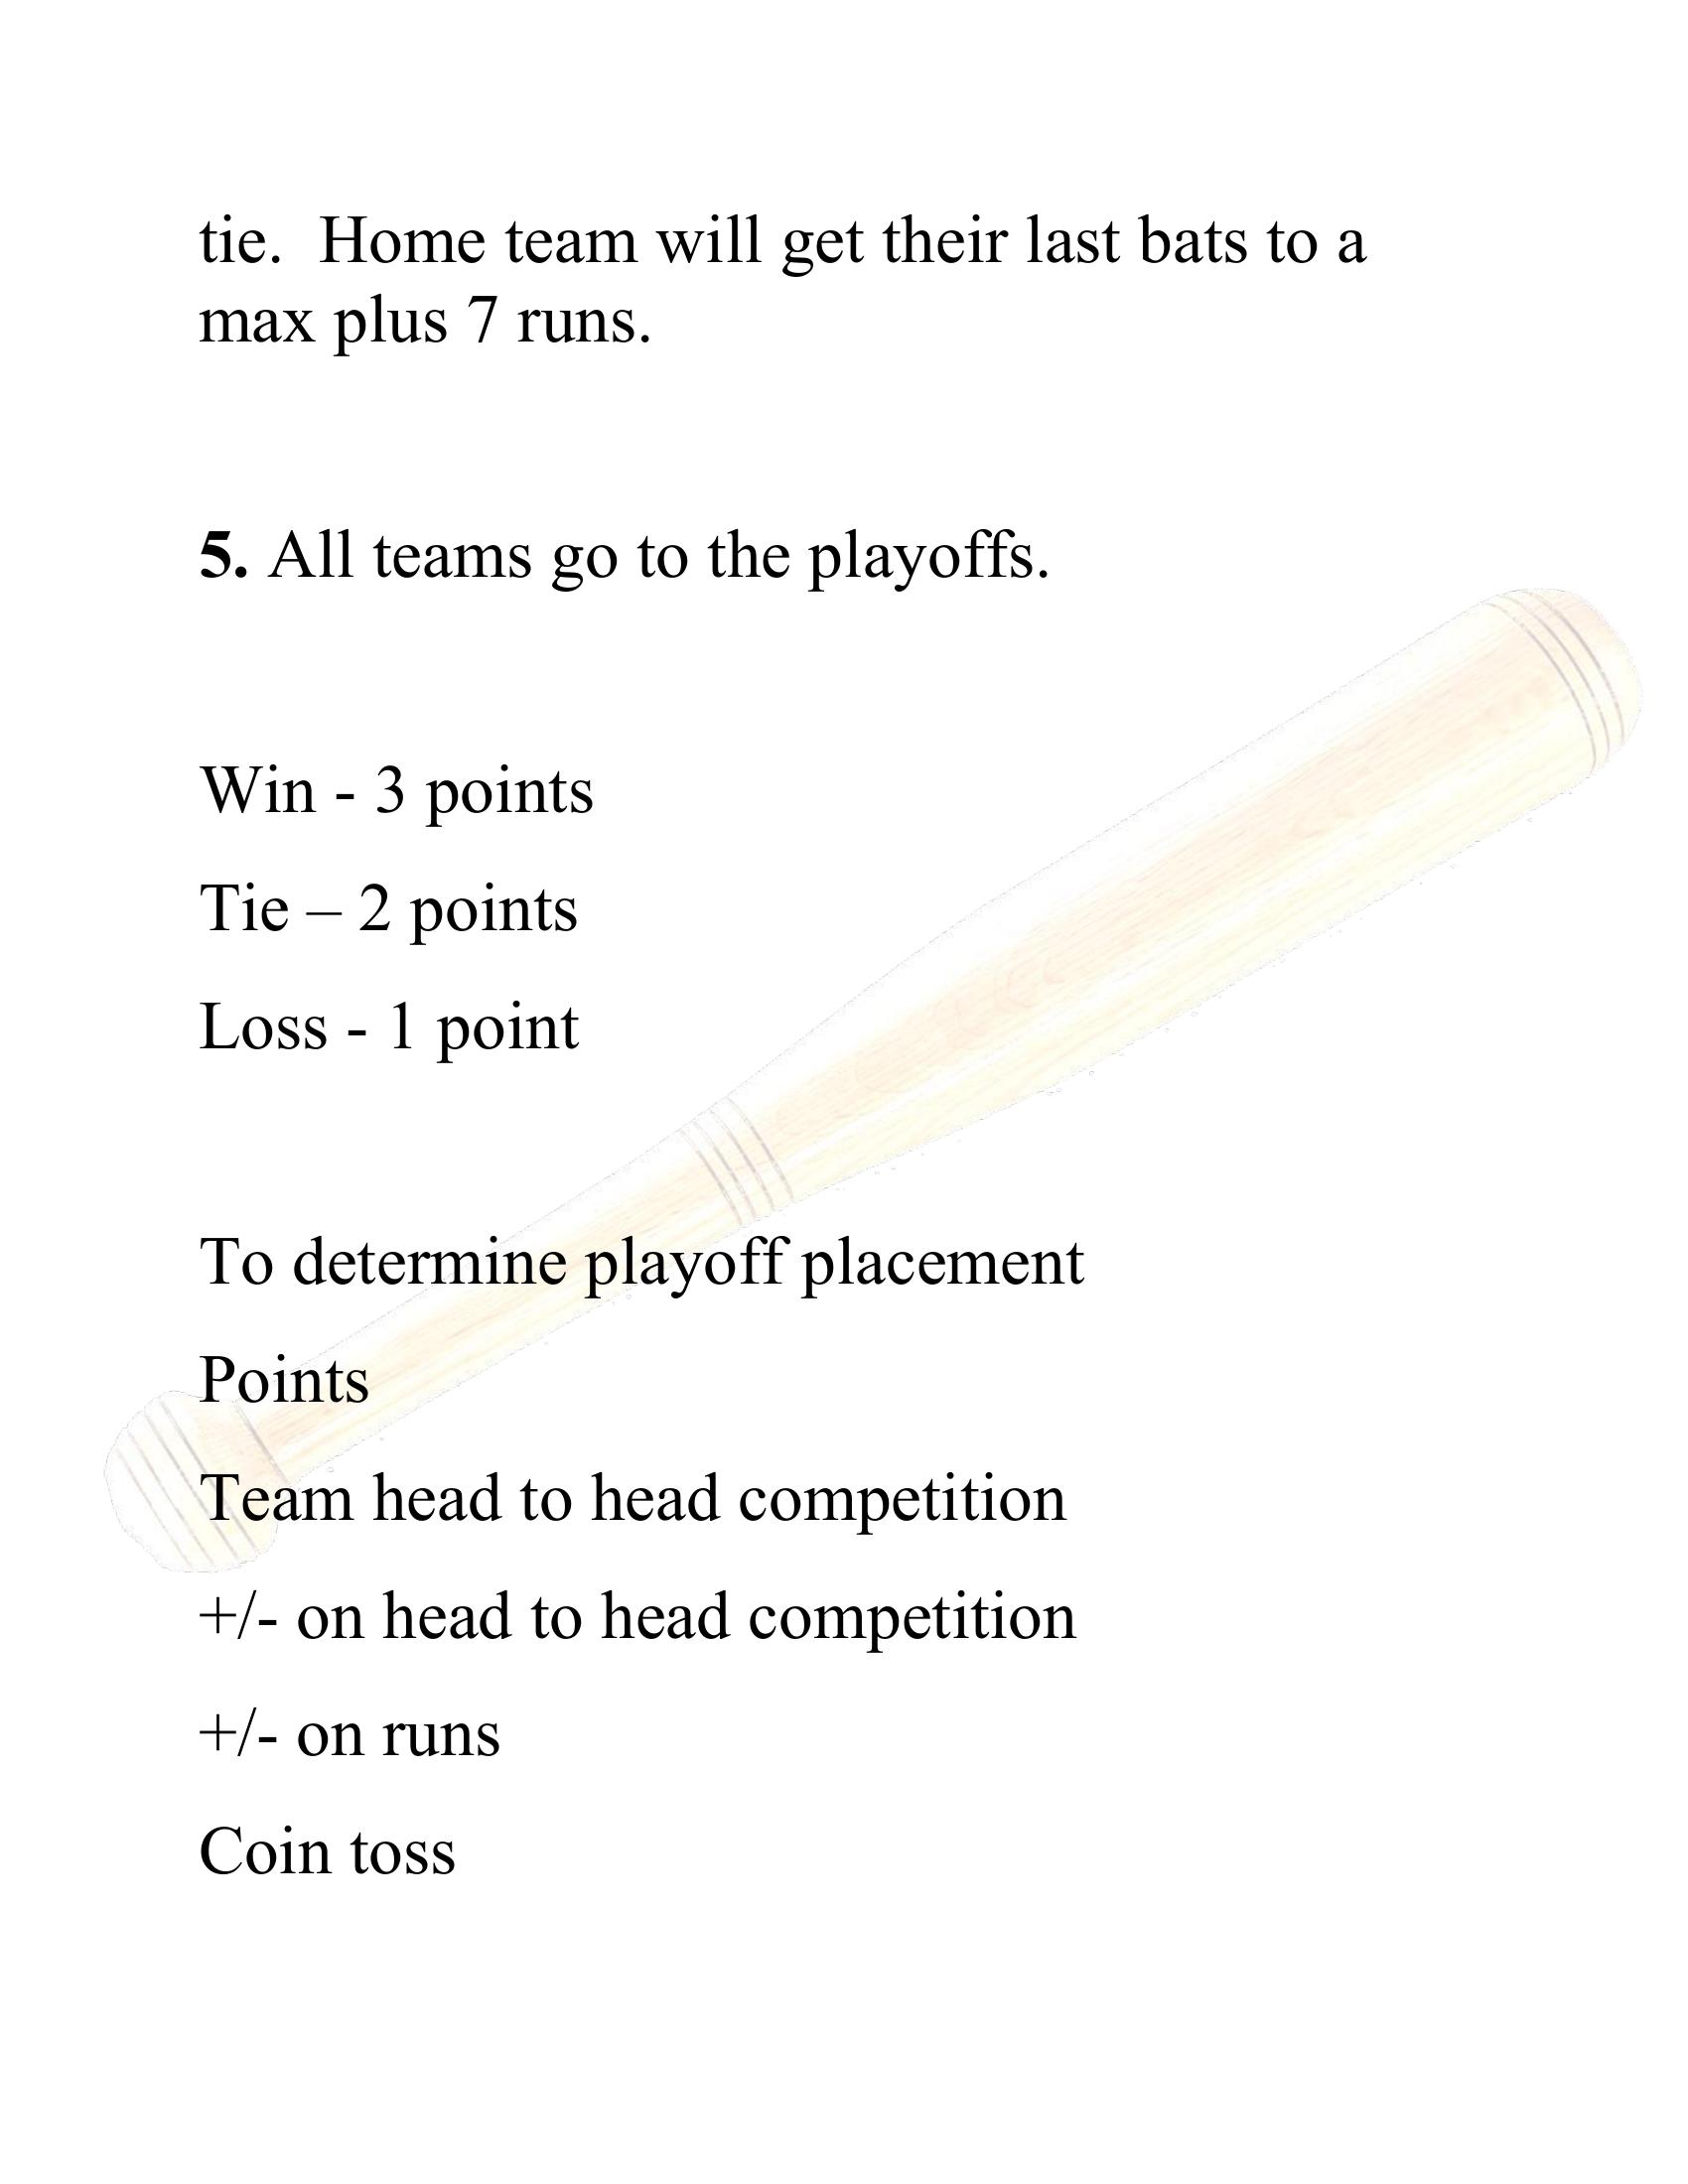 tie.  Home team will get their last bats to a
max plus 7 runs.
5. All teams go to the playoffs.
Win - 3 points
Tie – 2 points
Loss - 1 point
To determine playoff placement
Points
Team head to head competition
+/- on head to head competition
+/- on runs
Coin toss